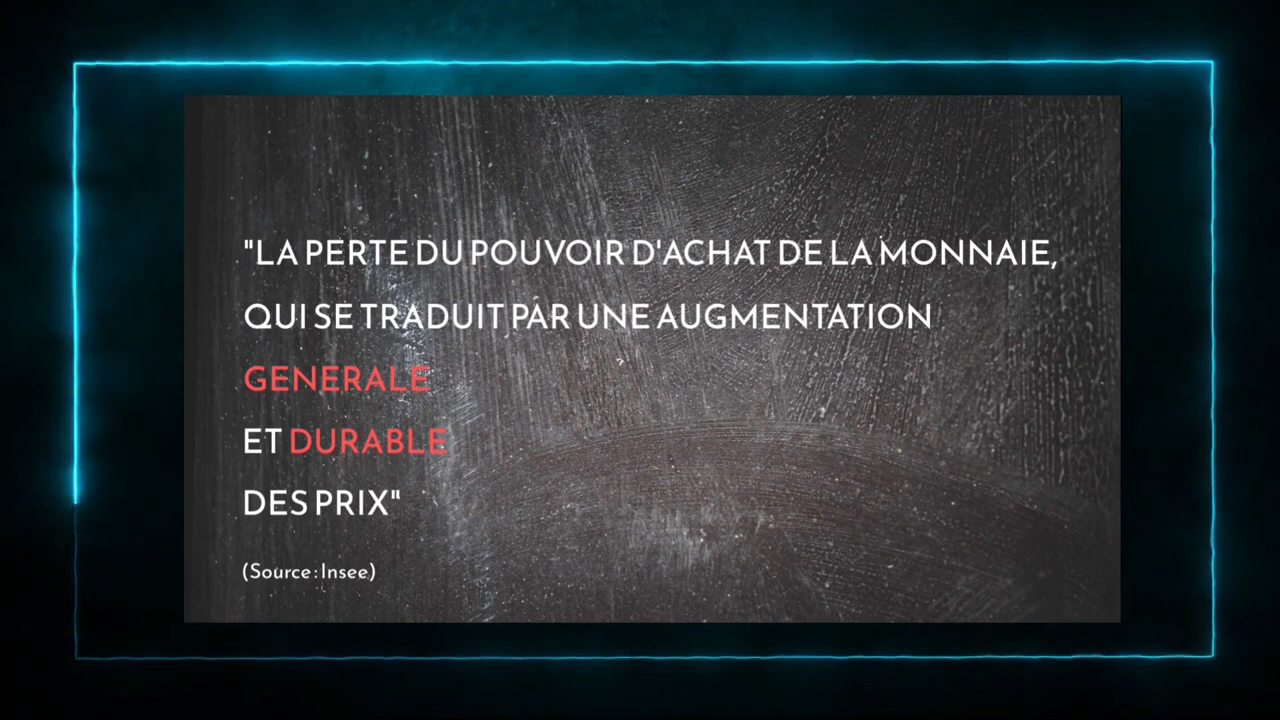 "LA PERTE DU POUVOIR D'ACHAT DE LA MONNAIE,
QUI SE TRADUIT PAR UNE AUGMENTATION
GENERALE
ET DURABLE
DES PRIX"
(Source : Insee)